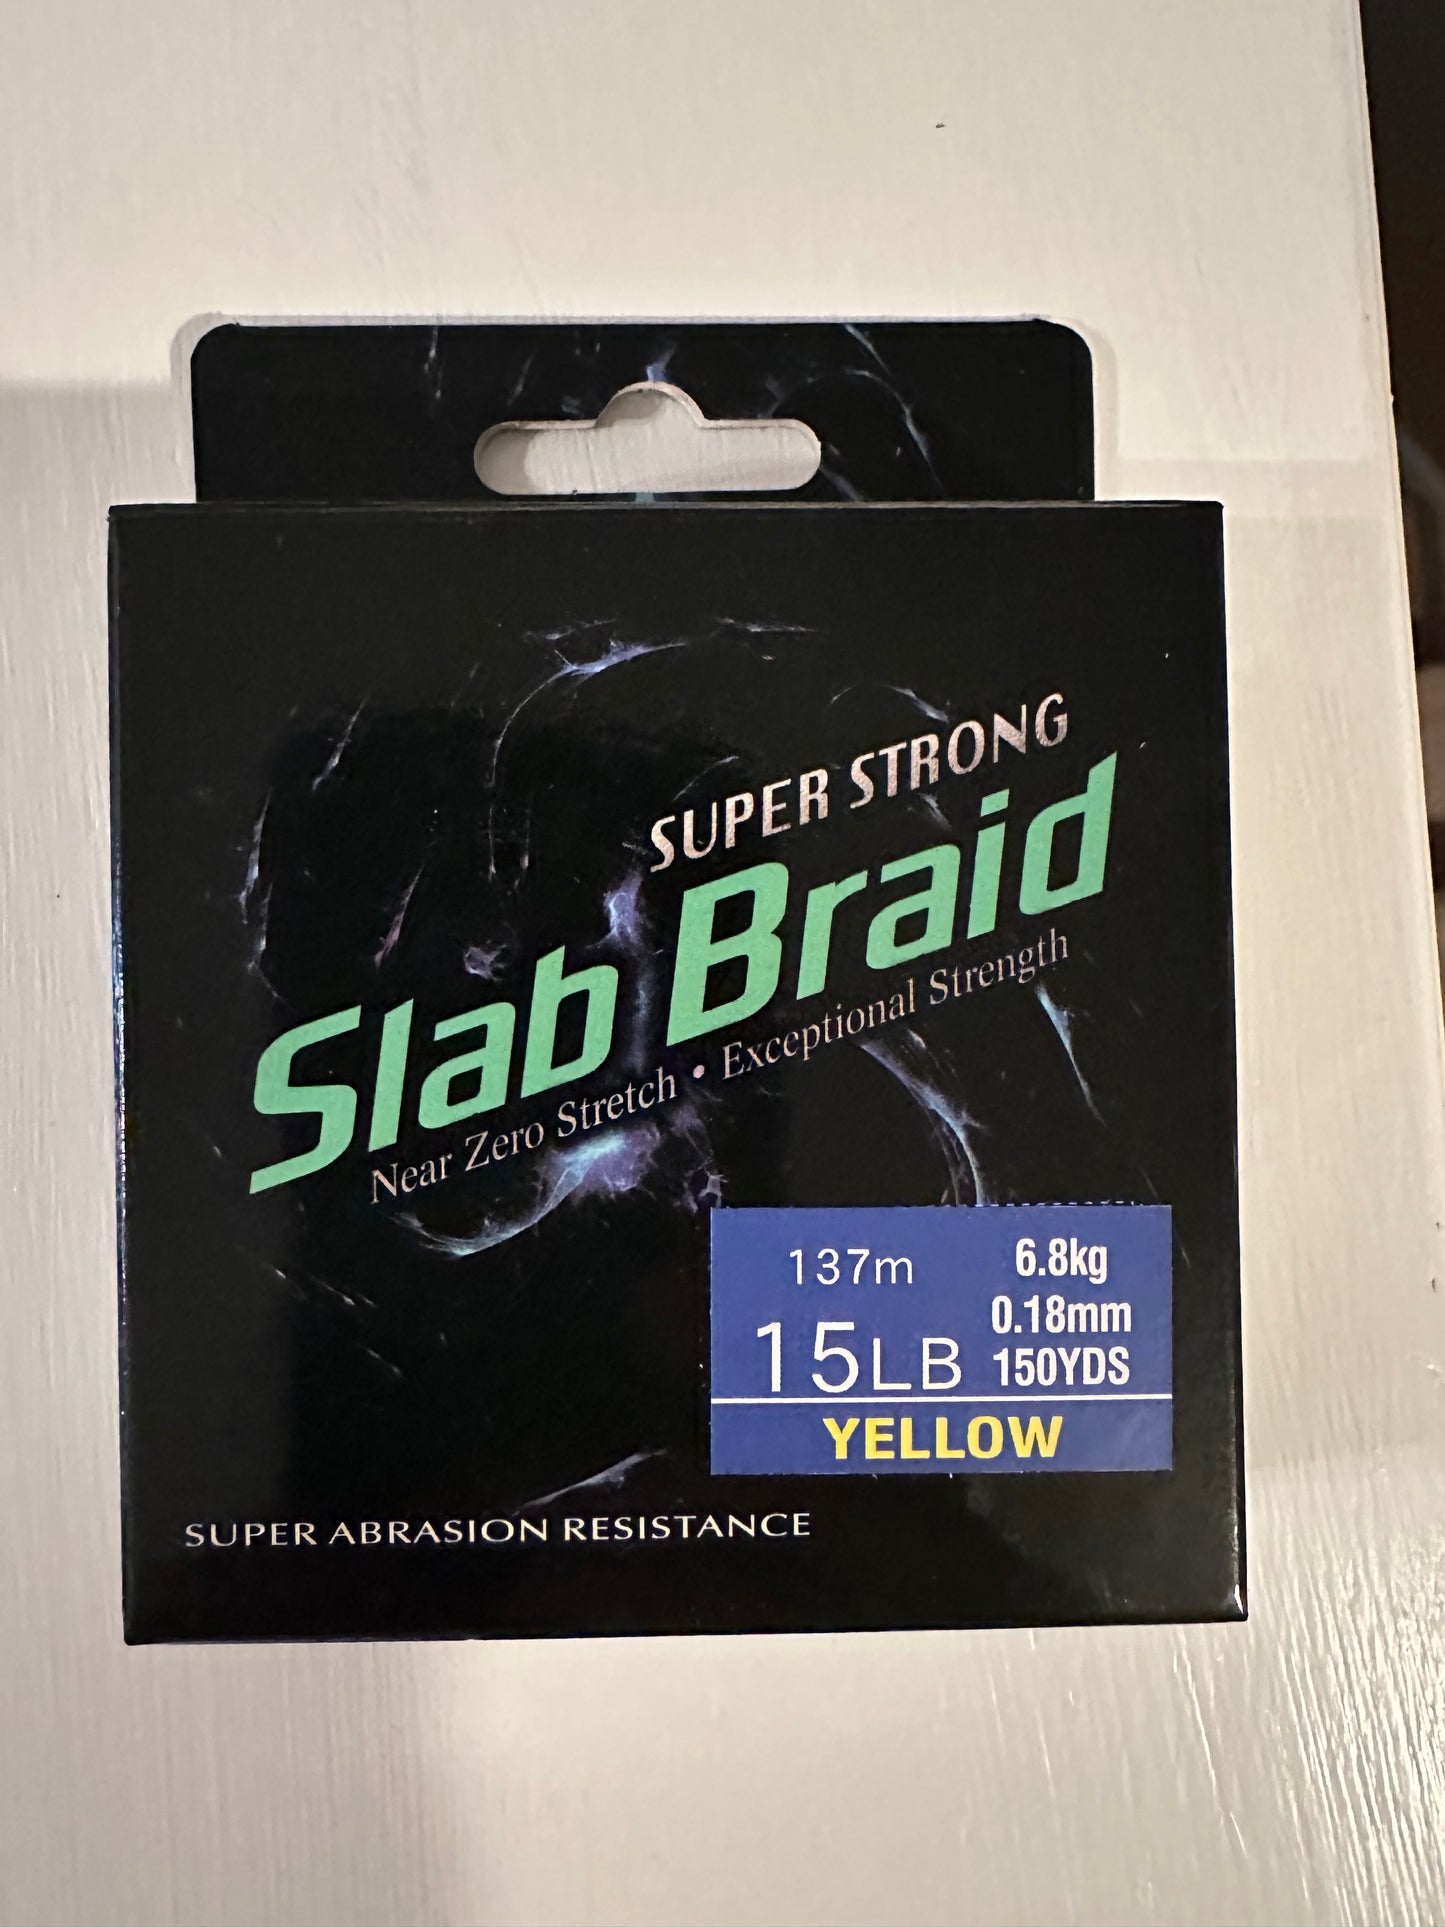 SUPER STRONG
Slab Braid
Near Zero Stretch • Exceptional Strength
137m
15LB
6.8kg
0.18mm
150YDS
YELLOW
SUPER ABRASION RESISTANCE